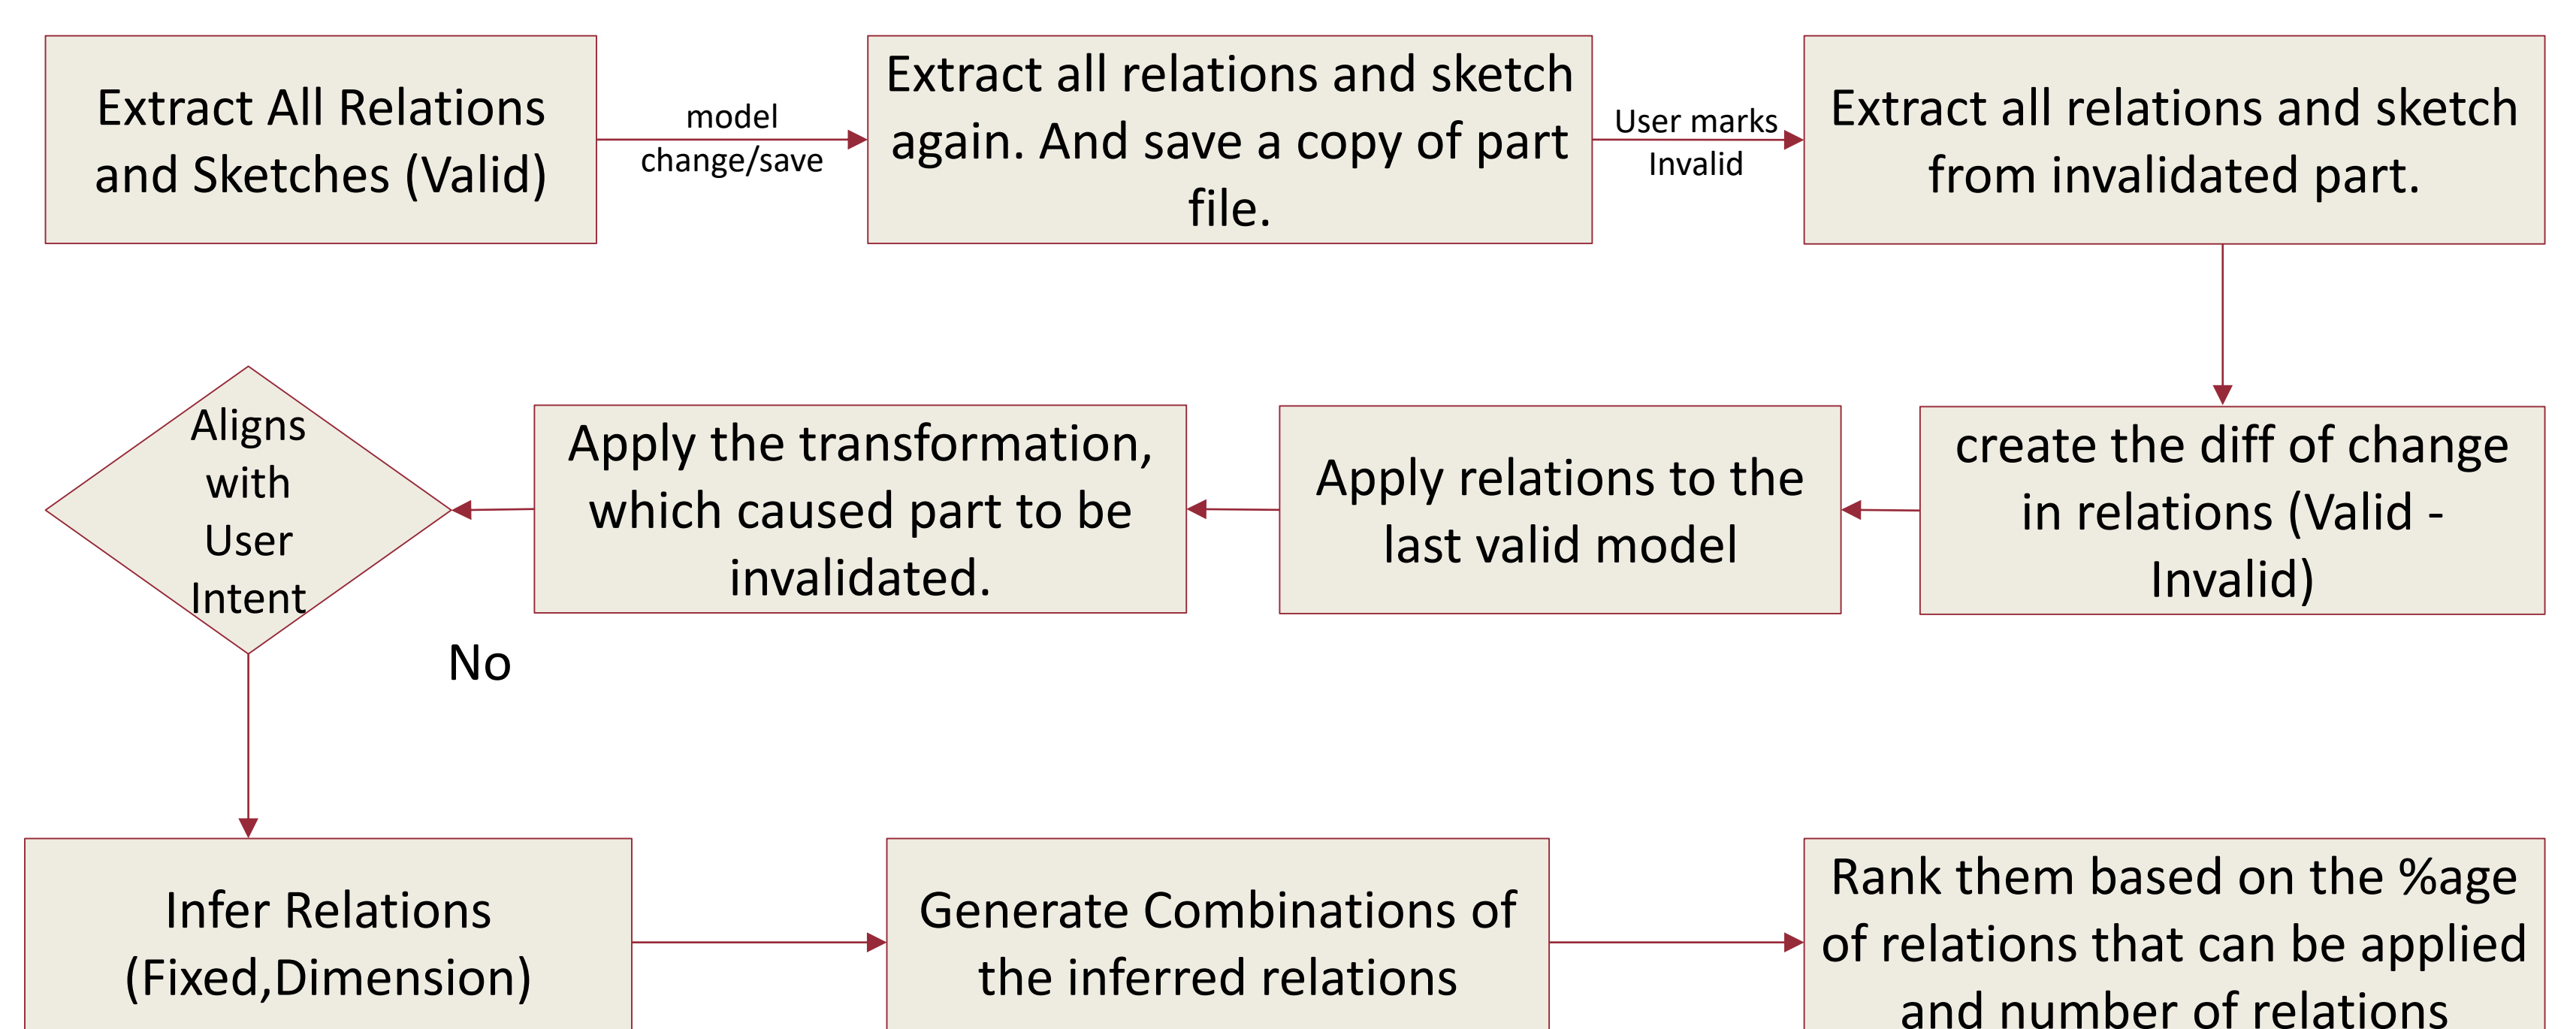 Extract All Relations
and Sketches (Valid)
model
change/save
Extract all relations and sketch
again. And save a copy of part
file.
User marks
Invalid
Extract all relations and sketch
from invalidated part.
create the diff of change
in relations (Valid -
Invalid)
Apply relations to the
last valid model
Apply the transformation,
which caused part to be
invalidated.
Aligns
with
User
Intent
No
Infer Relations
(Fixed,Dimension)
Generate Combinations of
the inferred relations
Rank them based on the %age
of relations that can be applied
and number of relations